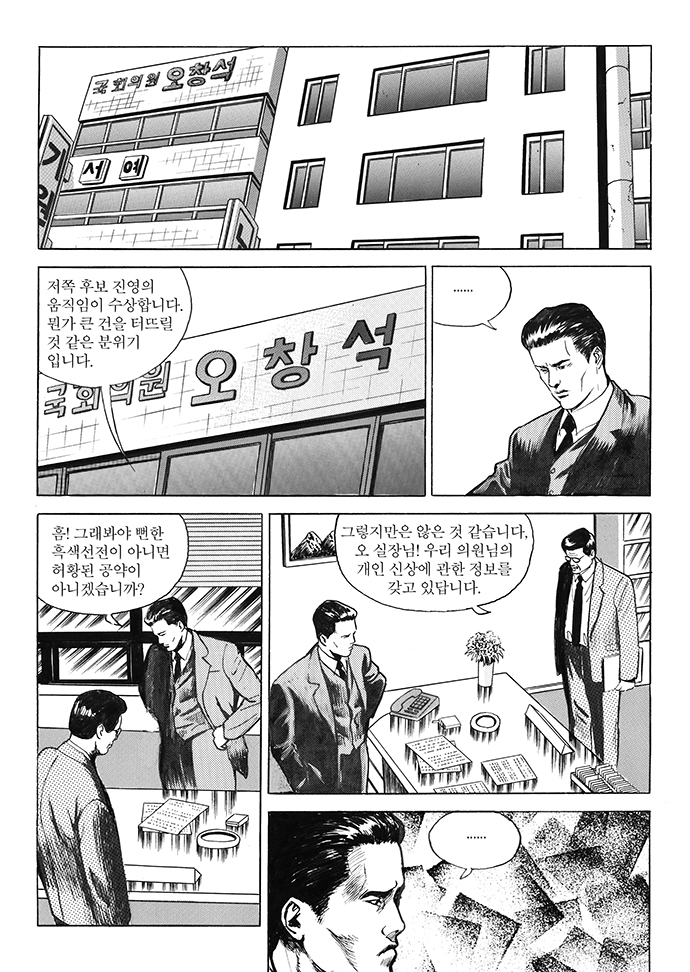 국회의원 오창석
기원
서예
저쪽 후보 진영의
움직임이 수상합니다.
뭔가 큰 건을 터뜨릴
것 같은 분위기
입니다.
국회의원 오창석
······
흠! 그래봐야 뻔한
흑색선전이 아니면
허황된 공약이
아니겠습니까?
그렇지만은 않은 것 같습니다,
오 실장님! 우리 의원님의
개인 신상에 관한 정보를
갖고 있답니다.
······